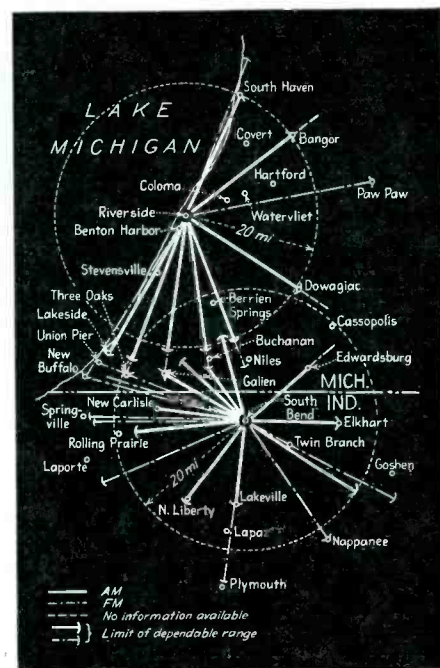 LAKE
MICHIGAN
South Haven
Covert
Bangor
Hartford
Coloma
Paw Paw
Riverside
Watervliet
Benton Harbor
20 mi
Stevensville
Dowagiac
Three Oaks
Berrien
Springs
Lakeside
Cassopolis
Union Pier
Buchanan
New
Buffalo
Niles
Edwardsburg
Galien
MICH.
IND.
New Carlisle
South
Bend
Spring-
ville
Elkhart
Rolling Prairie
Twin Branch
Laporte
Goshen
20 mi
N. Liberty
Lakeville
Lapaz
Nappanee
Plymouth
AM
FM
No information available
Limit of dependable range